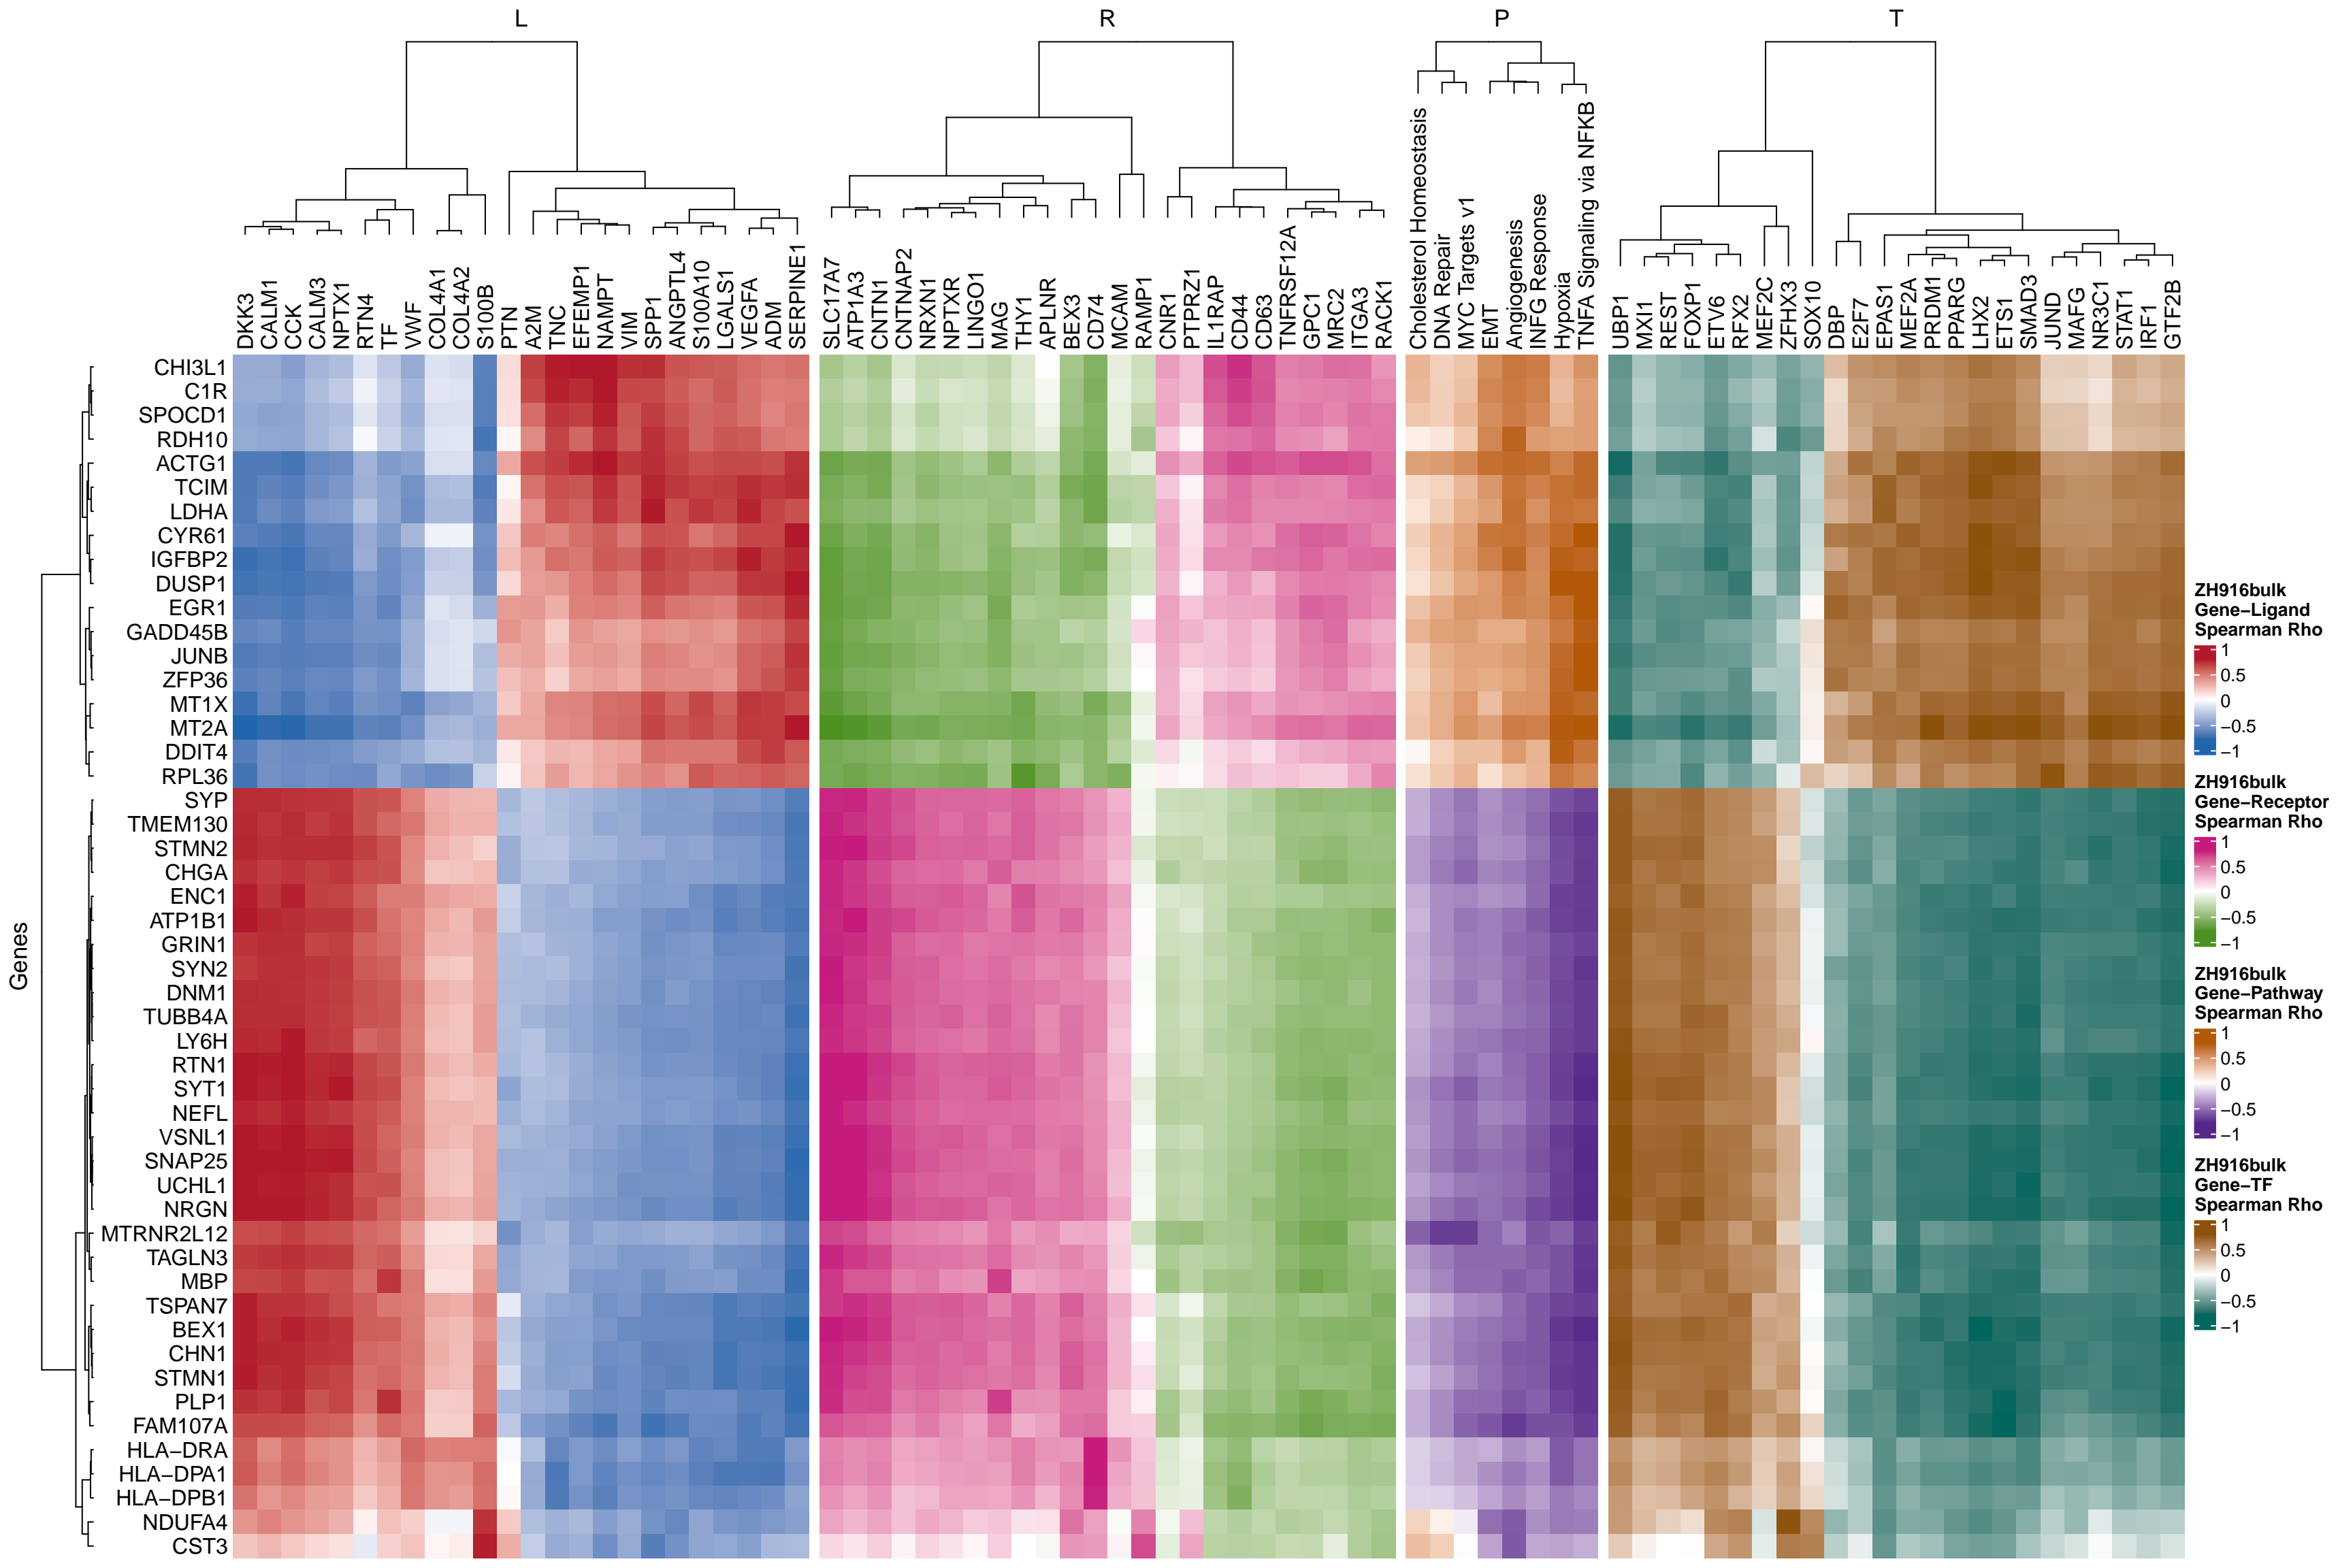 L R P T
DKK3
CALM1
CCK
CALM3
NPTX1
RTN4
TF
VWF
COL4A1
COL4A2
S100B
PTN
A2M
TNC
EFEMP1
NAMPT
VIM
SPP1
ANGPTL4
S100A10
LGALS1
VEGFA
ADM
SERPINE1
SLC17A7
ATP1A3
CNTN1
CNTNAP2
NRXN1
NPTXR
LINGO1
MAG
THY1
APLNR
BEX3
CD74
MCAM
RAMP1
CNR1
PTPRZ1
IL1RAP
CD44
CD63
TNFRSF12A
GPC1
MRC2
ITGA3
RACK1
Cholesterol Homeostasis
DNA Repair
MYC Targets v1
EMT
Angiogenesis
INFG Response
Hypoxia
TNFA Signaling via NFKB
UBP1
MXI1
REST
FOXP1
ETV6
RFX2
MEF2C
ZFHX3
SOX10
DBP
E2F7
EPAS1
MEF2A
PRDM1
PPARG
LHX2
ETS1
SMAD3
JUND
MAFG
NR3C1
STAT1
IRF1
GTF2B
Genes
CHI3L1
C1R
SPOCD1
RDH10
ACTG1
TCIM
LDHA
CYR61
IGFBP2
DUSP1
EGR1
GADD45B
JUNB
ZFP36
MT1X
MT2A
DDIT4
RPL36
SYP
TMEM130
STMN2
CHGA
ENC1
ATP1B1
GRIN1
SYN2
DNM1
TUBB4A
LY6H
RTN1
SYT1
NEFL
VSNL1
SNAP25
UCHL1
NRGN
MTRNR2L12
TAGLN3
MBP
TSPAN7
BEX1
CHN1
STMN1
PLP1
FAM107A
HLA−DRA
HLA−DPA1
HLA−DPB1
NDUFA4
CST3
ZH916bulk
Gene−Ligand
Spearman Rho
1
0.5
0
−0.5
−1
ZH916bulk
Gene−Receptor
Spearman Rho
1
0.5
0
−0.5
−1
ZH916bulk
Gene−Pathway
Spearman Rho
1
0.5
0
−0.5
−1
ZH916bulk
Gene−TF
Spearman Rho
1
0.5
0
−0.5
−1